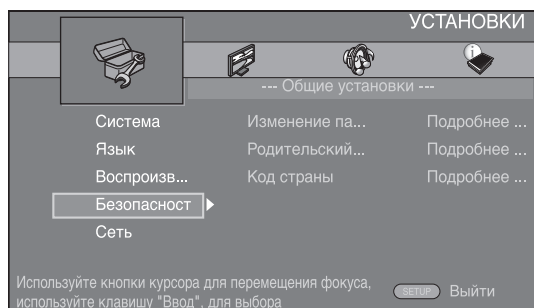 УСТАНОВКИ
--- Общие установки ---
Система
Изменение па...
Подробнее ...
Язык
Родительский...
Подробнее ...
Воспроизв...
Код страны
Подробнее ...
Безопасност
Сеть
Используйте кнопки курсора для перемещения фокуса,
используйте клавишу "Ввод", для выбора
SETUP Выйти